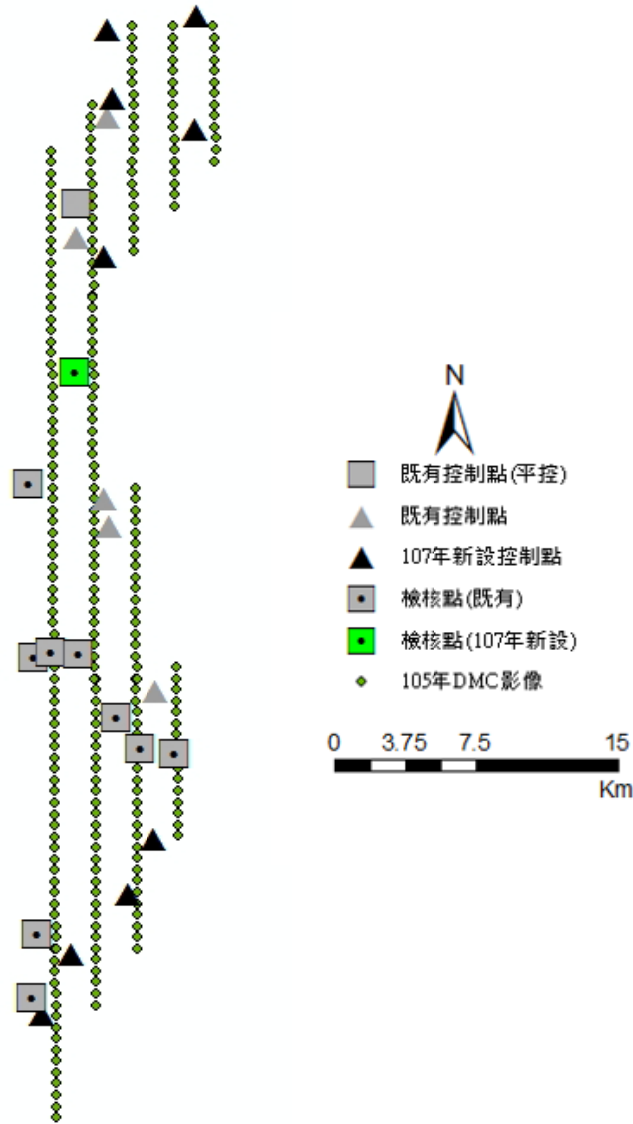 N
既有控制點(平控)
既有控制點
107年新設控制點
檢核點(既有)
檢核點(107年新設)
105年DMC影像
0 3.75 7.5 15
Km